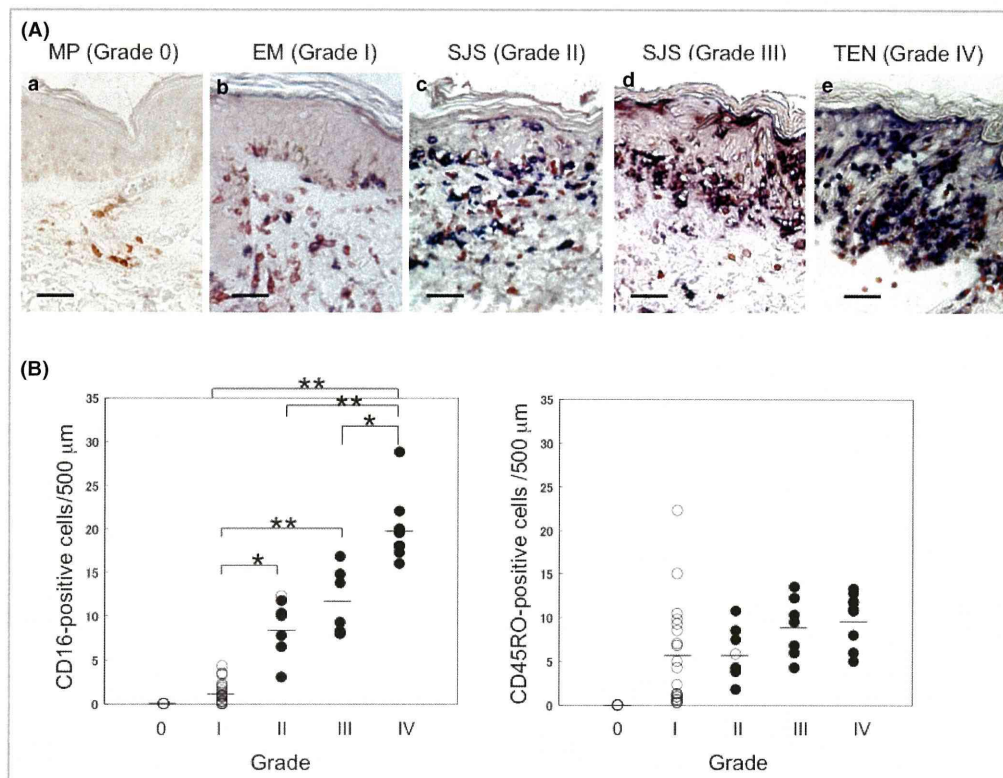 (A)
MP (Grade 0) EM (Grade I) SJS (Grade II) SJS (Grade III) TEN (Grade IV)
a b c d e
(B)
CD16-positive cells/500 μm
35
30
25
20
15
10
5
0
** ** * ** *
0 I II III IV
Grade
CD45RO-positive cells /500 μm
35
30
25
20
15
10
5
0
0 I II III IV
Grade